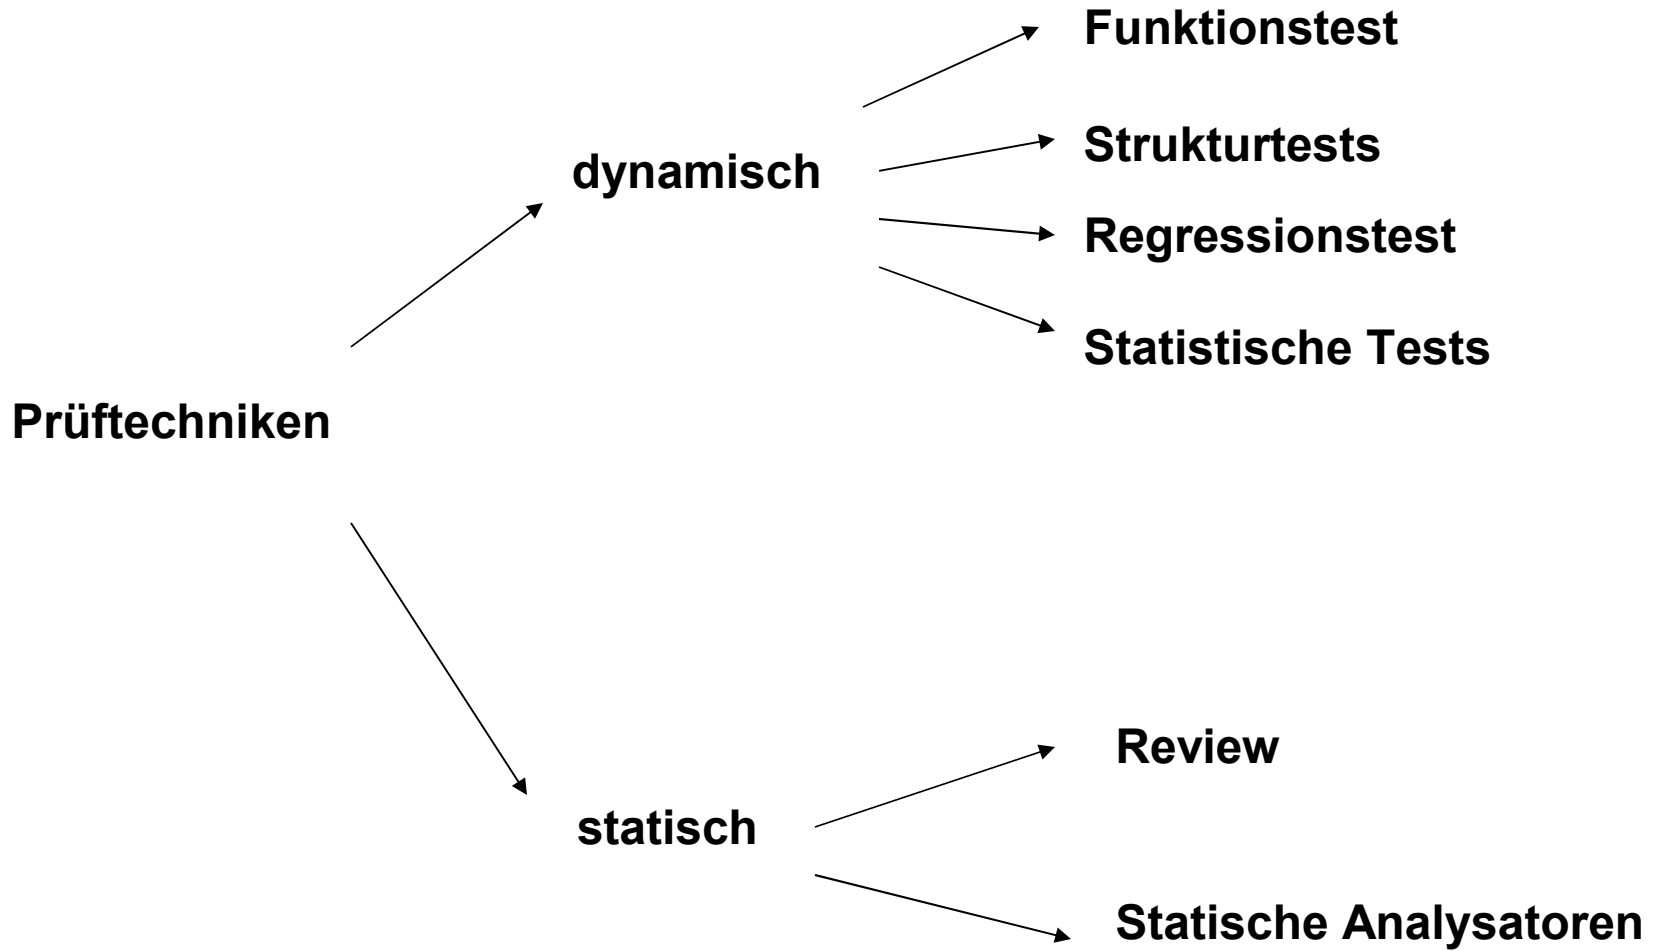 Funktionstest
Strukturtests
dynamisch
Regressionstest
Statistische Tests
Prüftechniken
Review
statisch
Statische Analysatoren